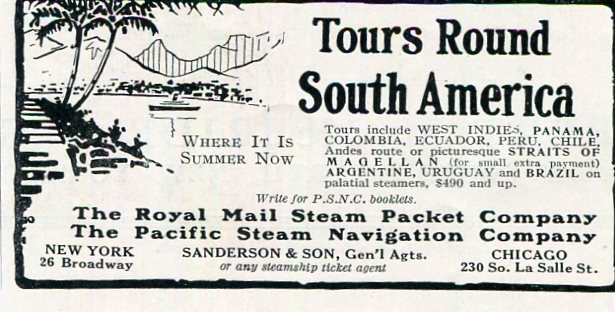 Tours Round
South America
WHERE IT IS
SUMMER NOW
Tours include WEST INDIES, PANAMA,
COLOMBIA, ECUADOR, PERU, CHILE,
Andes route or picturesque STRAITS OF
MAGELLAN (for small extra payment)
ARGENTINE, URUGUAY and BRAZIL on
palatial steamers, $490 and up.
Write for P.S.N.C. booklets.
The Royal Mail Steam Packet Company
The Pacific Steam Navigation Company
NEW YORK
26 Broadway
SANDERSON & SON, Gen'l Agts.
or any steamship ticket agent
CHICAGO
230 So. La Salle St.